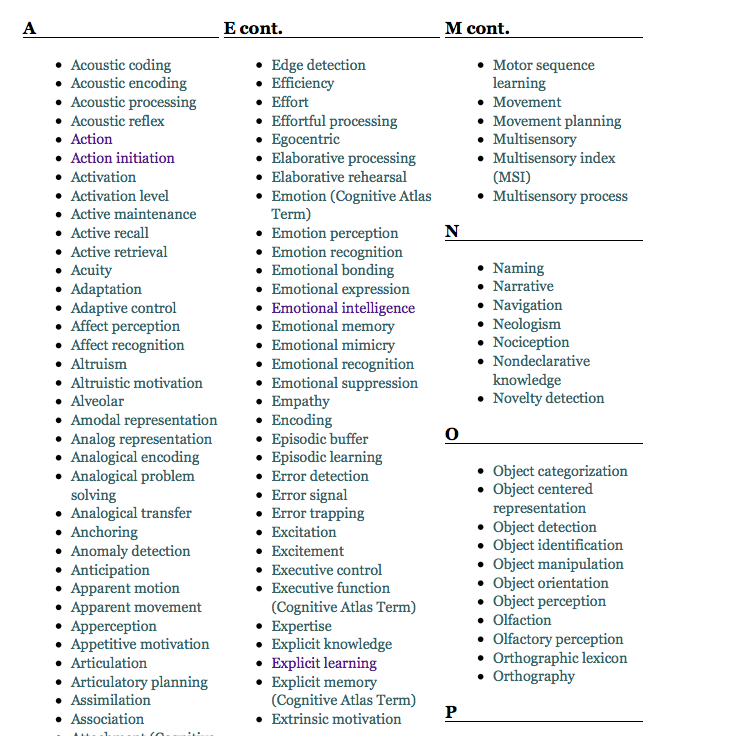 A
Acoustic coding
Acoustic encoding
Acoustic processing
Acoustic reflex
Action
Action initiation
Activation
Activation level
Active maintenance
Active recall
Active retrieval
Acuity
Adaptation
Adaptive control
Affect perception
Affect recognition
Altruism
Altruistic motivation
Alveolar
Amodal representation
Analog representation
Analogical encoding
Analogical problem
solving
Analogical transfer
Anchoring
Anomaly detection
Anticipation
Apparent motion
Apparent movement
Apperception
Appetitive motivation
Articulation
Articulatory planning
Assimilation
Association
E cont.
Edge detection
Efficiency
Effort
Effortful processing
Egocentric
Elaborative processing
Elaborative rehearsal
Emotion (Cognitive Atlas
Term)
Emotion perception
Emotion recognition
Emotional bonding
Emotional expression
Emotional intelligence
Emotional memory
Emotional mimicry
Emotional recognition
Emotional suppression
Empathy
Encoding
Episodic buffer
Episodic learning
Error detection
Error signal
Error trapping
Excitation
Excitement
Executive control
Executive function
(Cognitive Atlas Term)
Expertise
Explicit knowledge
Explicit learning
Explicit memory
(Cognitive Atlas Term)
Extrinsic motivation
M cont.
Motor sequence
learning
Movement
Movement planning
Multisensory
Multisensory index
(MSI)
Multisensory process
N
Naming
Narrative
Navigation
Neologism
Nociception
Nondeclarative
knowledge
Novelty detection
O
Object categorization
Object centered
representation
Object detection
Object identification
Object manipulation
Object orientation
Object perception
Olfaction
Olfactory perception
Orthographic lexicon
Orthography
P